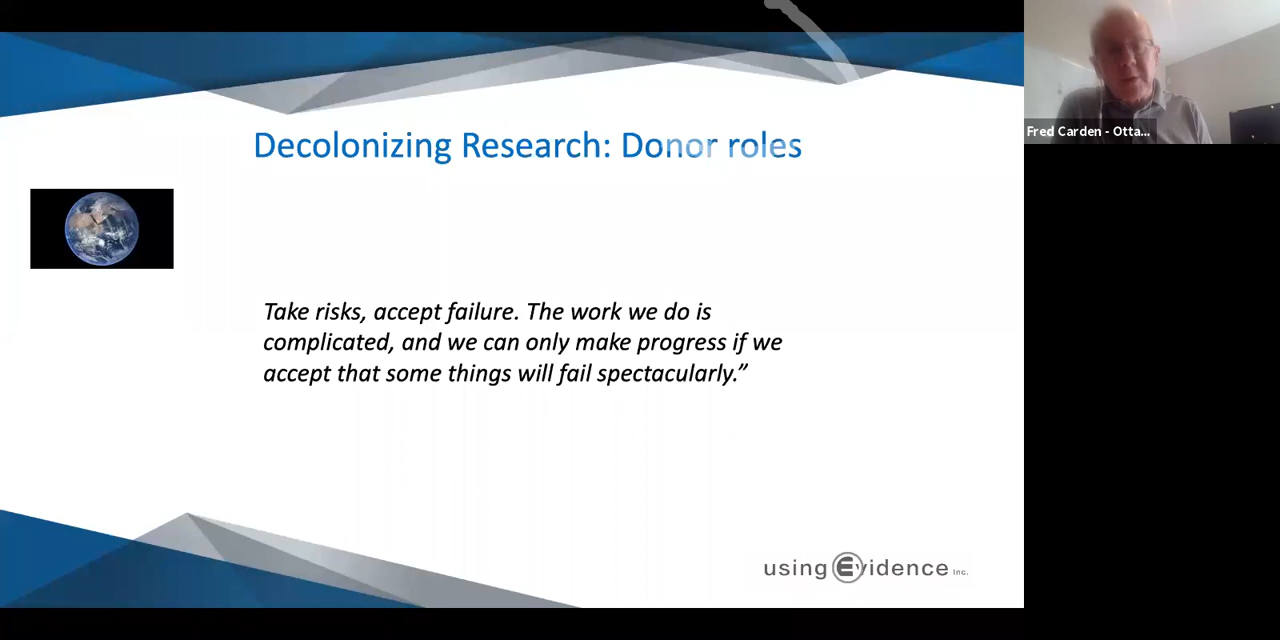 Decolonizing Research: Donor roles
Fred Carden - Otta...
Take risks, accept failure. The work we do is
complicated, and we can only make progress if we
accept that some things will fail spectacularly.”
using Evidence Inc.